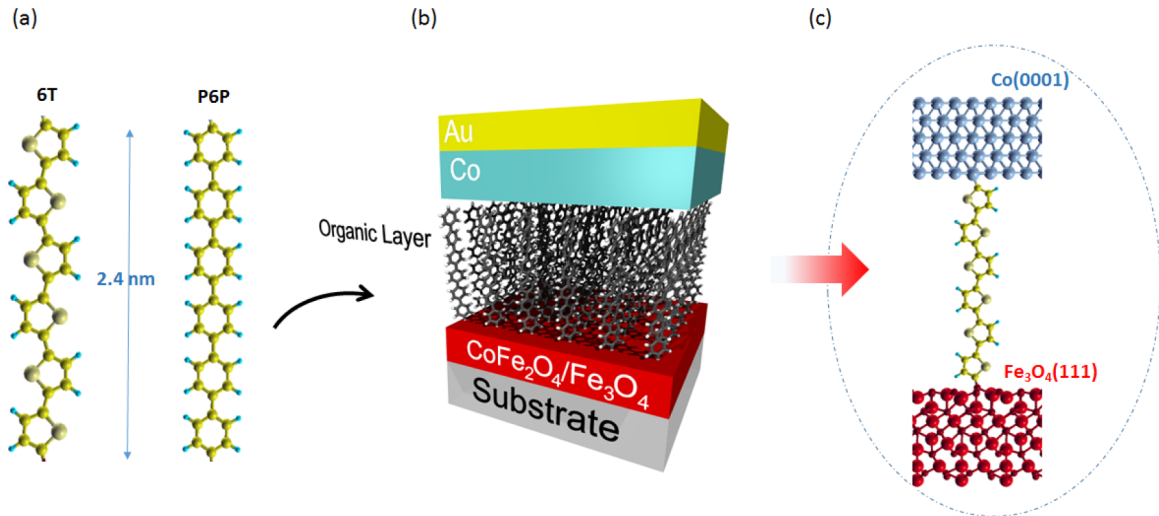 (a)
(b)
(c)
6T
P6P
2.4 nm
Au
Co
Organic Layer
CoFe₂O₄/Fe₃O₄
Substrate
Co(0001)
Fe₃O₄(111)